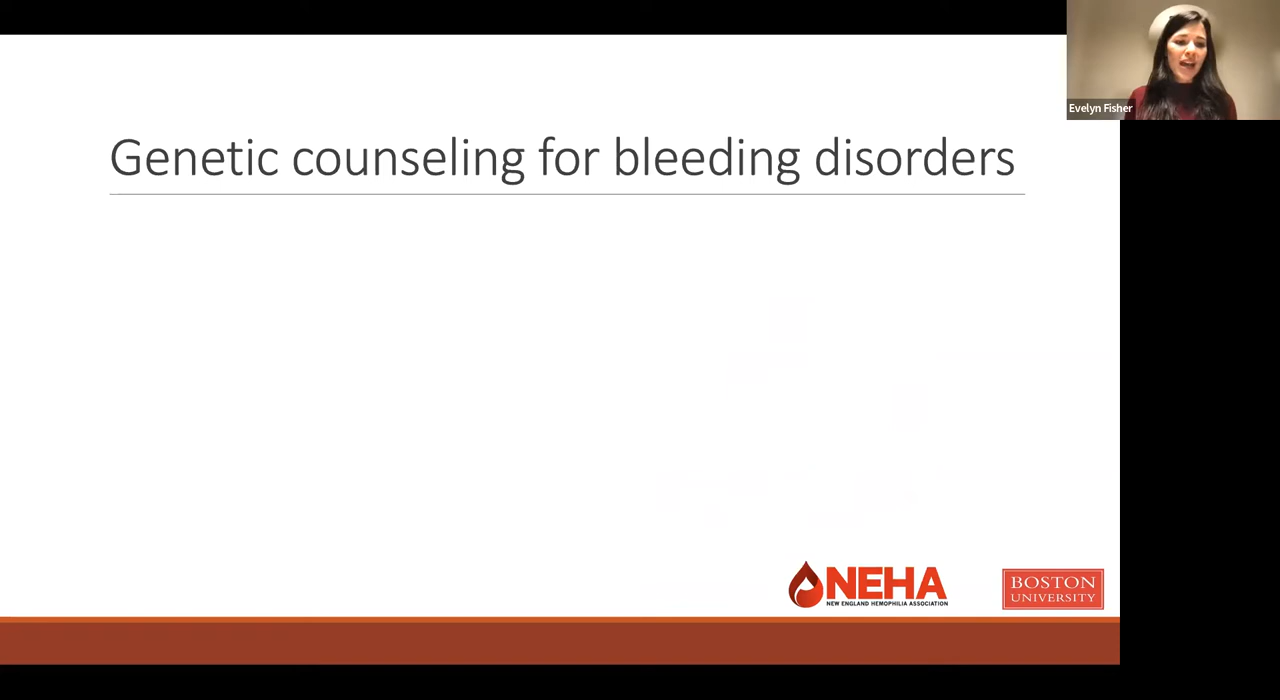 Evelyn Fisher
Genetic counseling for bleeding disorders
NEHA
NEW ENGLAND HEMOPHILIA ASSOCIATION
BOSTON
UNIVERSITY